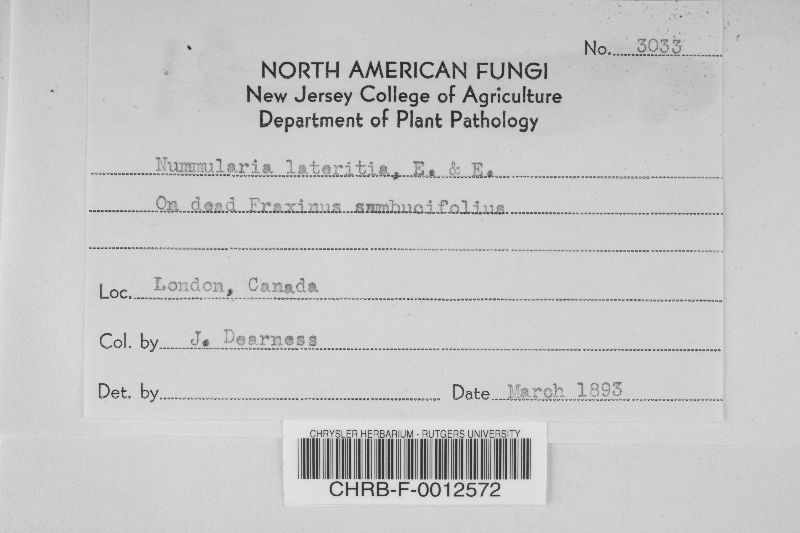 No. 3033
NORTH AMERICAN FUNGI
New Jersey College of Agriculture
Department of Plant Pathology
Nummularia lateritia, E. & E.
On dead Fraxinus sambucifolius
Loc. London, Canada
Col. by J. Dearness
Det. by
Date March 1893
CHRYSLER HERBARIUM - RUTGERS UNIVERSITY
CHRB-F-0012572